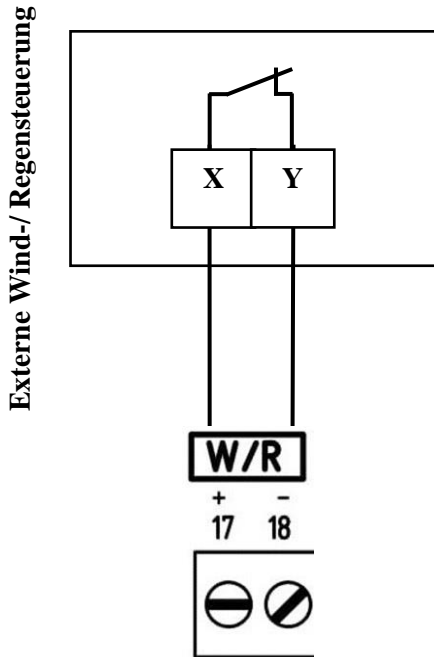 Externe Wind-/ Regensteuerung
X Y
W/R
+ -
17 18